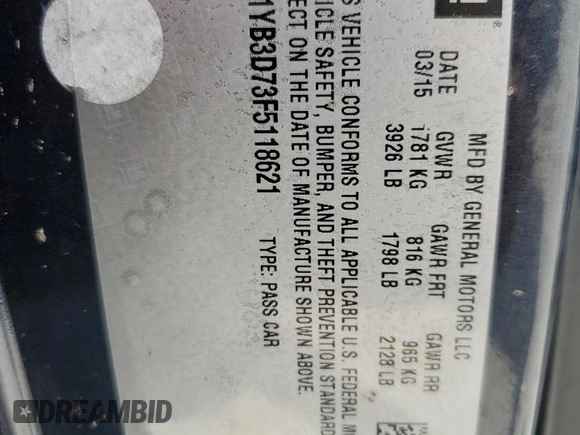 MFD BY GENERAL MOTORS LLC
DATE GVWR GAWR FRT GAWR RR
03/15 1781 KG 816 KG 965 KG
3926 LB 1798 LB 2128 LB
S VEHICLE CONFORMS TO ALL APPLICABLE U.S. FEDERAL M
ICLE SAFETY, BUMPER, AND THEFT PREVENTION STANDARD
ECT ON THE DATE OF MANUFACTURE SHOWN ABOVE.
1YB3D73F5118621 TYPE: PASS CAR
®
DREAMBID